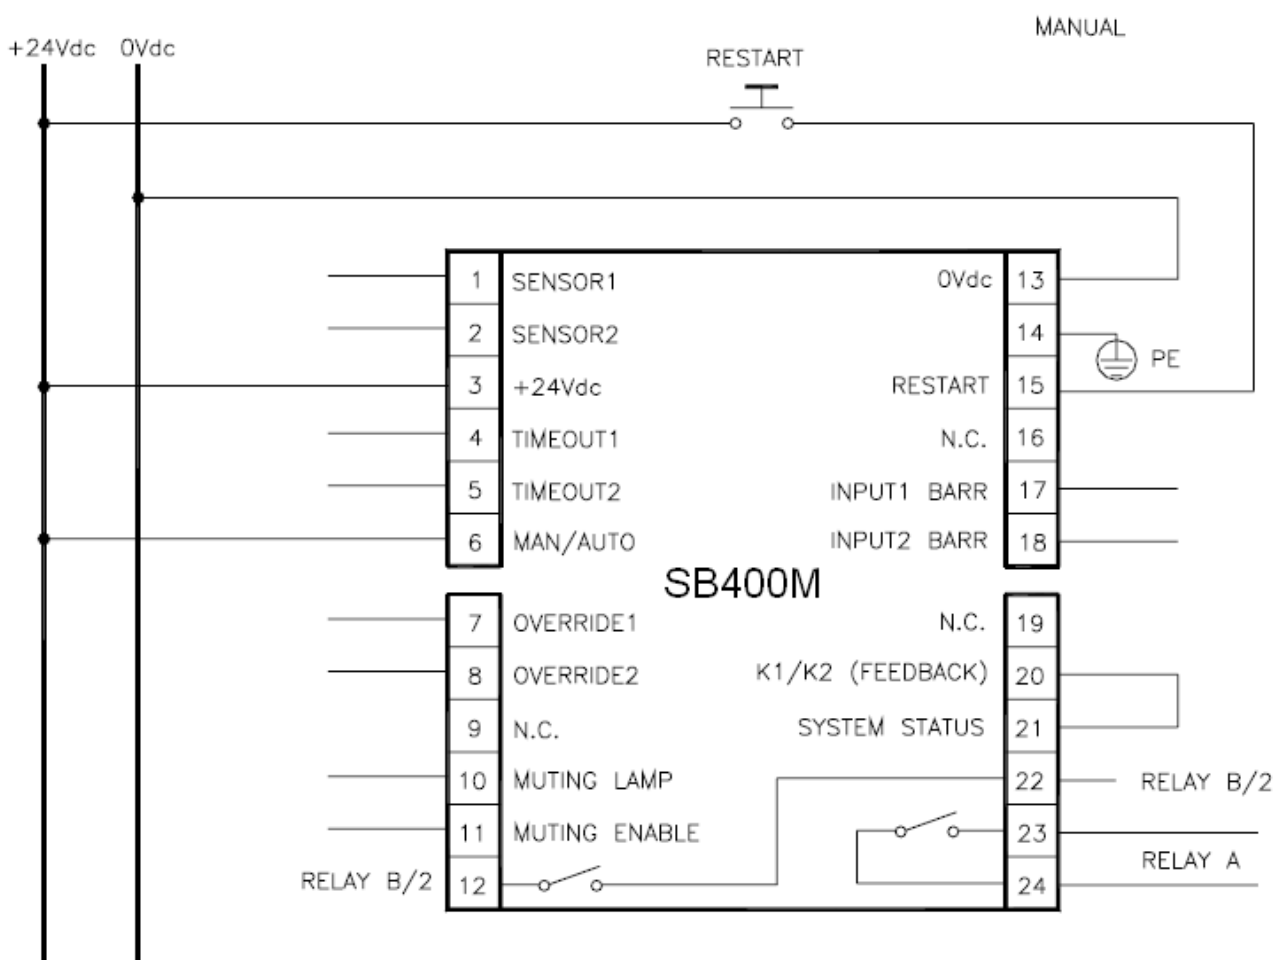 MANUAL
+24Vdc 0Vdc
RESTART
1 SENSOR1 0Vdc 13
2 SENSOR2 14
PE
3 +24Vdc RESTART 15
4 TIMEOUT1 N.C. 16
5 TIMEOUT2 INPUT1 BARR 17
6 MAN/AUTO INPUT2 BARR 18
SB400M
7 OVERRIDE1 N.C. 19
8 OVERRIDE2 K1/K2 (FEEDBACK) 20
9 N.C. SYSTEM STATUS 21
10 MUTING LAMP 22 RELAY B/2
11 MUTING ENABLE 23
RELAY A
RELAY B/2 12 24